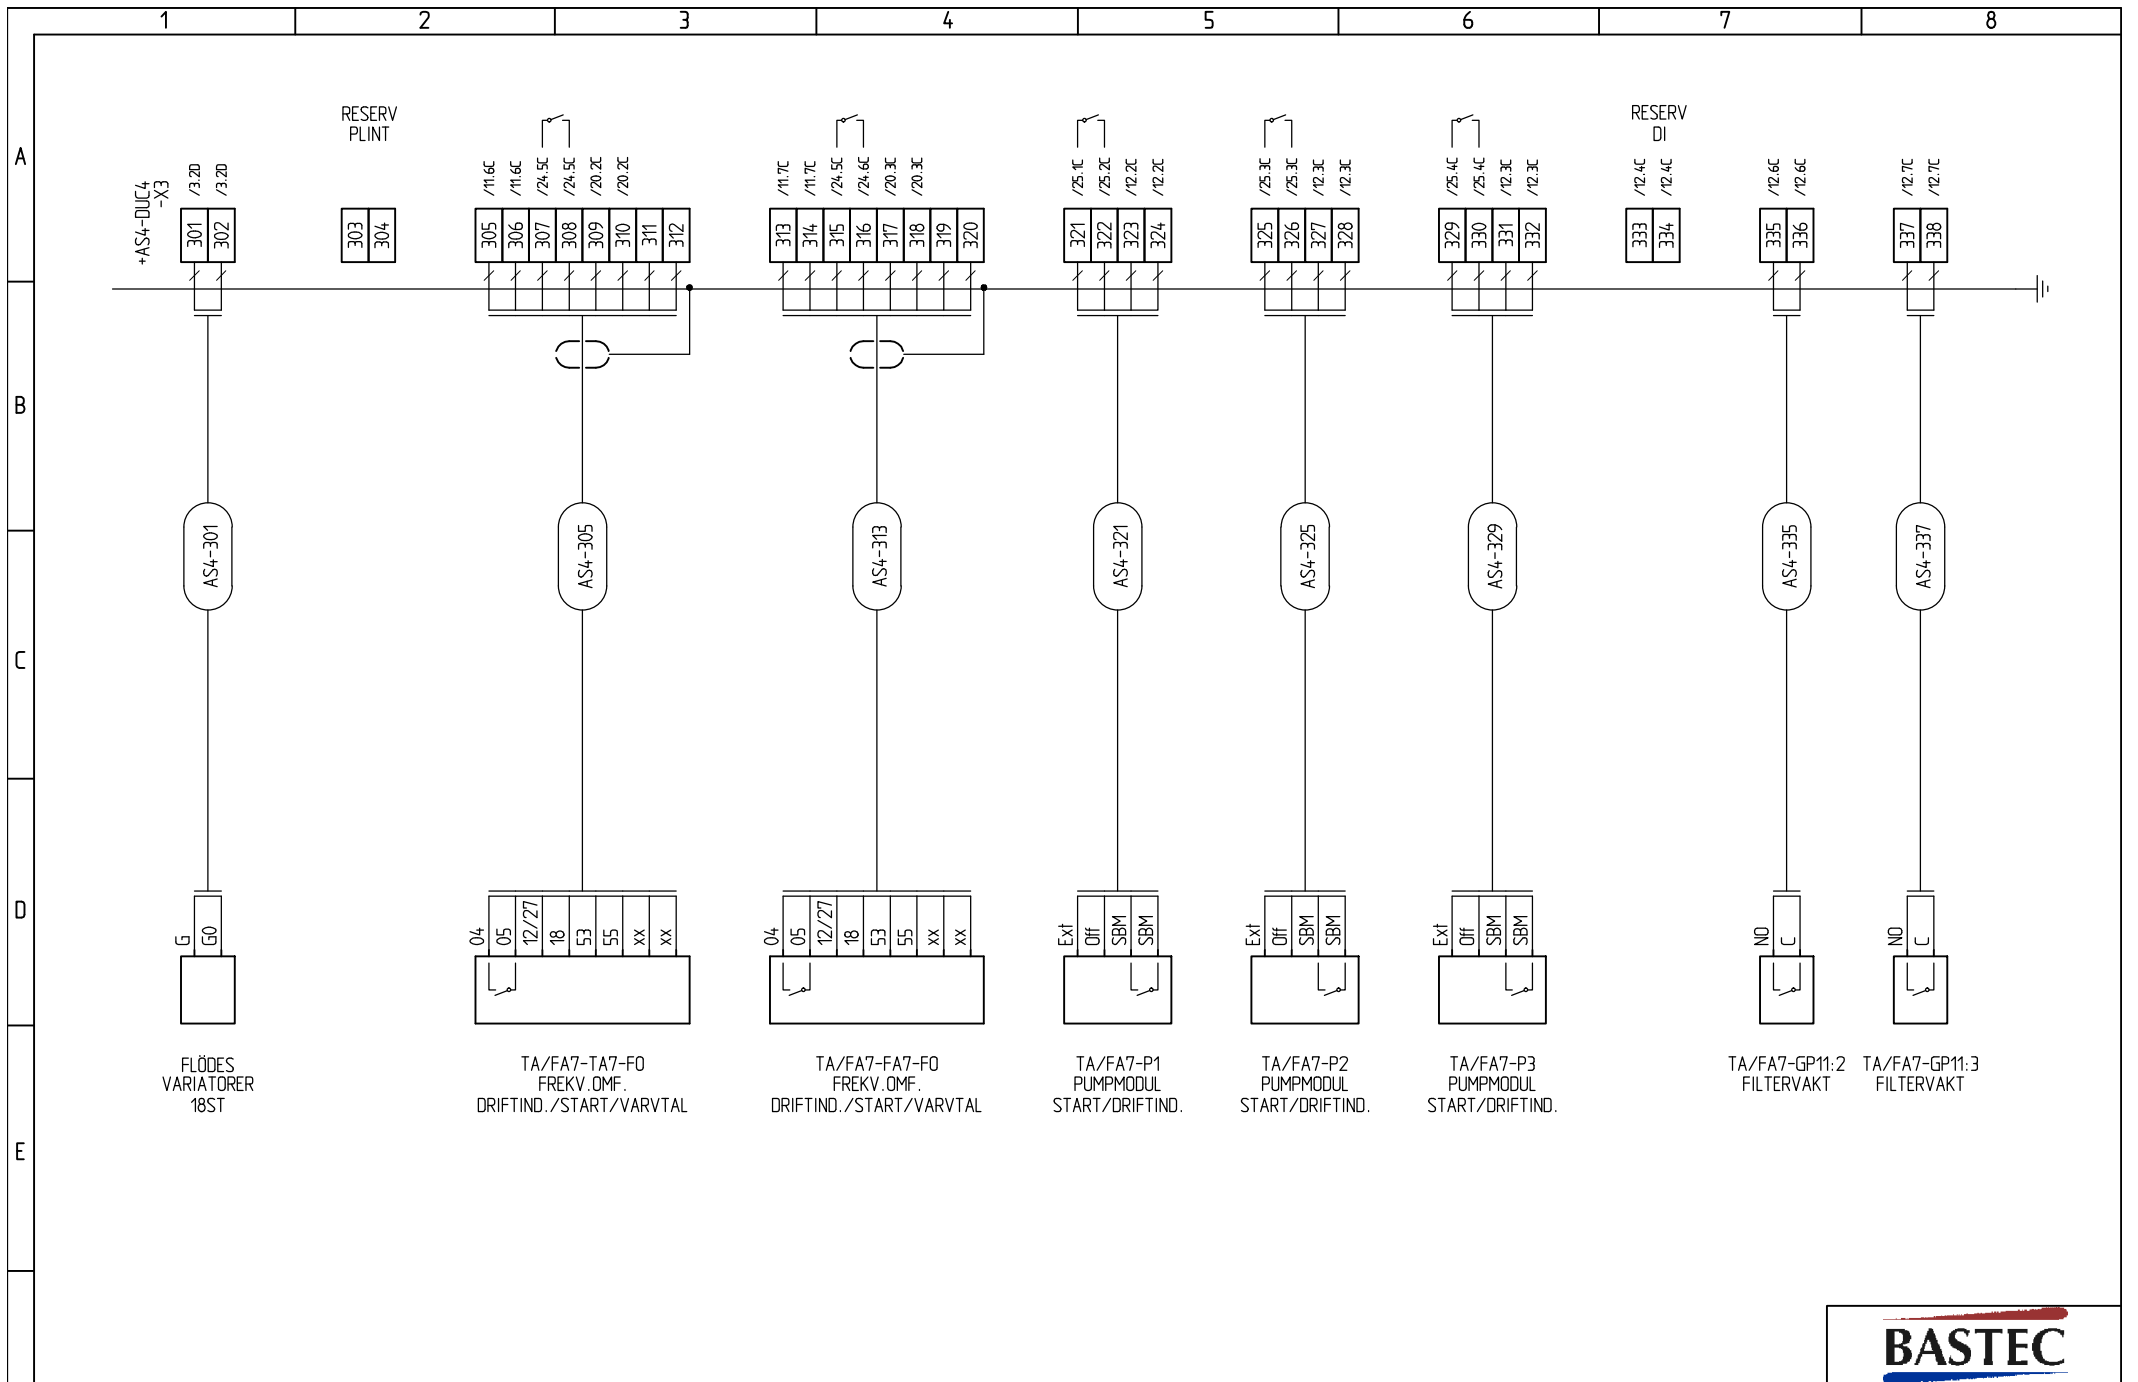 1 2 3 4 5 6 7 8
A
B
C
D
E
+AS4-DUC4
-X3
RESERV
PLINT
RESERV
DI
/3.2D /3.2D
/11.6C /11.6C /24.5C /24.5C /20.2C /20.2C
/11.7C /11.7C /24.5C /24.6C /20.3C /20.3C
/25.1C /25.2C /12.2C /12.2C
/25.3C /25.3C /12.3C /12.3C
/25.4C /25.4C /12.3C /12.3C
/12.4C /12.4C
/12.6C /12.6C
/12.7C /12.7C
301 302
303 304
305 306 307 308 309 310 311 312
313 314 315 316 317 318 319 320
321 322 323 324
325 326 327 328
329 330 331 332
333 334
335 336
337 338
AS4-301
AS4-305
AS4-313
AS4-321
AS4-325
AS4-329
AS4-335
AS4-337
G G0
04 05 12/27 18 53 55 xx xx
04 05 12/27 18 53 55 xx xx
Ext Off SBM SBM
Ext Off SBM SBM
Ext Off SBM SBM
NO C
NO C
FLÖDES
VARIATORER
18ST
TA/FA7-TA7-FO
FREKV.OMF.
DRIFTIND./START/VARVTAL
TA/FA7-FA7-FO
FREKV.OMF.
DRIFTIND./START/VARVTAL
TA/FA7-P1
PUMPMODUL
START/DRIFTIND.
TA/FA7-P2
PUMPMODUL
START/DRIFTIND.
TA/FA7-P3
PUMPMODUL
START/DRIFTIND.
TA/FA7-GP11:2
FILTERVAKT
TA/FA7-GP11:3
FILTERVAKT
BASTEC